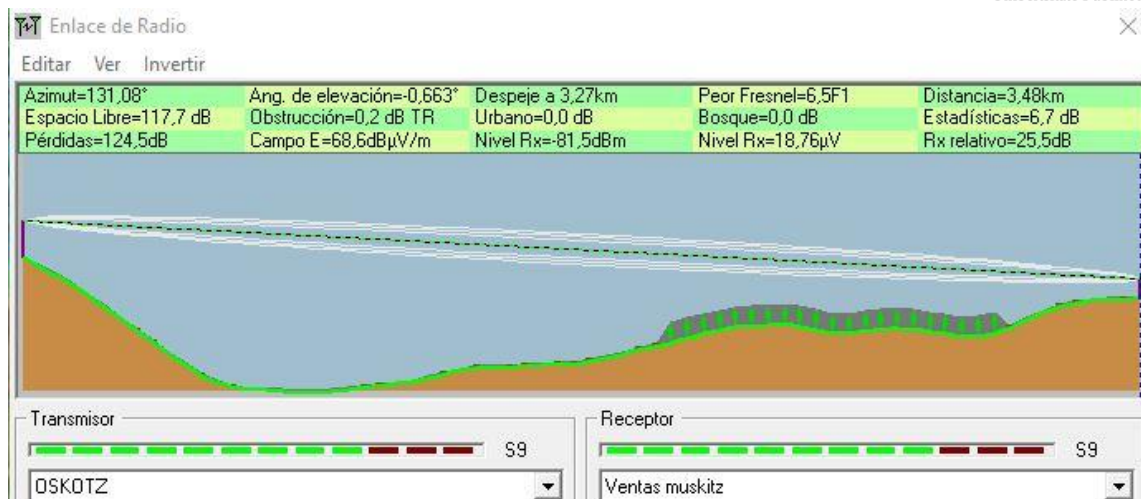 Enlace de Radio
Editar Ver Invertir
Azimut=131,08° Ang. de elevación=-0,663° Despeje a 3,27km Peor Fresnel=6,5F1 Distancia=3,48km
Espacio Libre=117,7 dB Obstrucción=0,2 dB TR Urbano=0,0 dB Bosque=0,0 dB Estadísticas=6,7 dB
Pérdidas=124,5dB Campo E=68,6dBμV/m Nivel Rx=-81,5dBm Nivel Rx=18,76μV Rx relativo=25,5dB
Transmisor Receptor
S9 S9
OSKOTZ Ventas muskitz